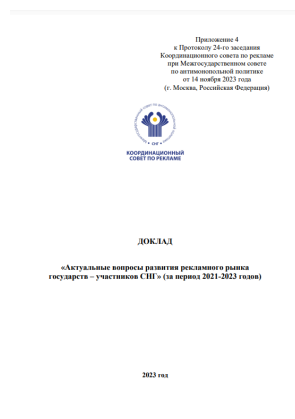 Приложение 4
к Протоколу 24-го заседания
Координационного совета по рекламе
при Межгосударственном совете
по антимонопольной политике
от 14 ноября 2023 года
(г. Москва, Российская Федерация)
СНГ
КООРДИНАЦИОННЫЙ
СОВЕТ ПО РЕКЛАМЕ
ДОКЛАД
«Актуальные вопросы развития рекламного рынка
государств – участников СНГ» (за период 2021-2023 годов)
2023 год